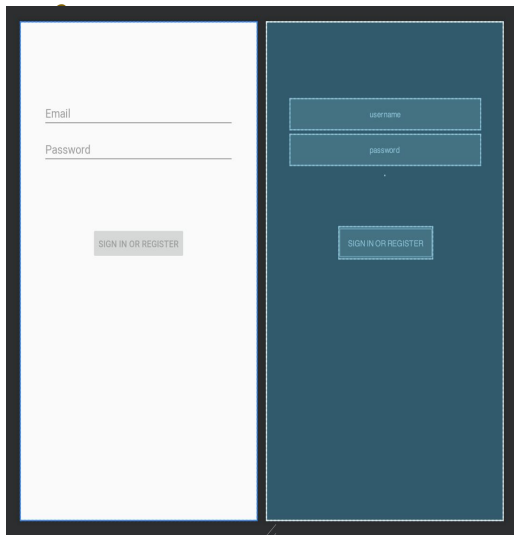 Email
Password
SIGN IN OR REGISTER
username
password
SIGN IN OR REGISTER